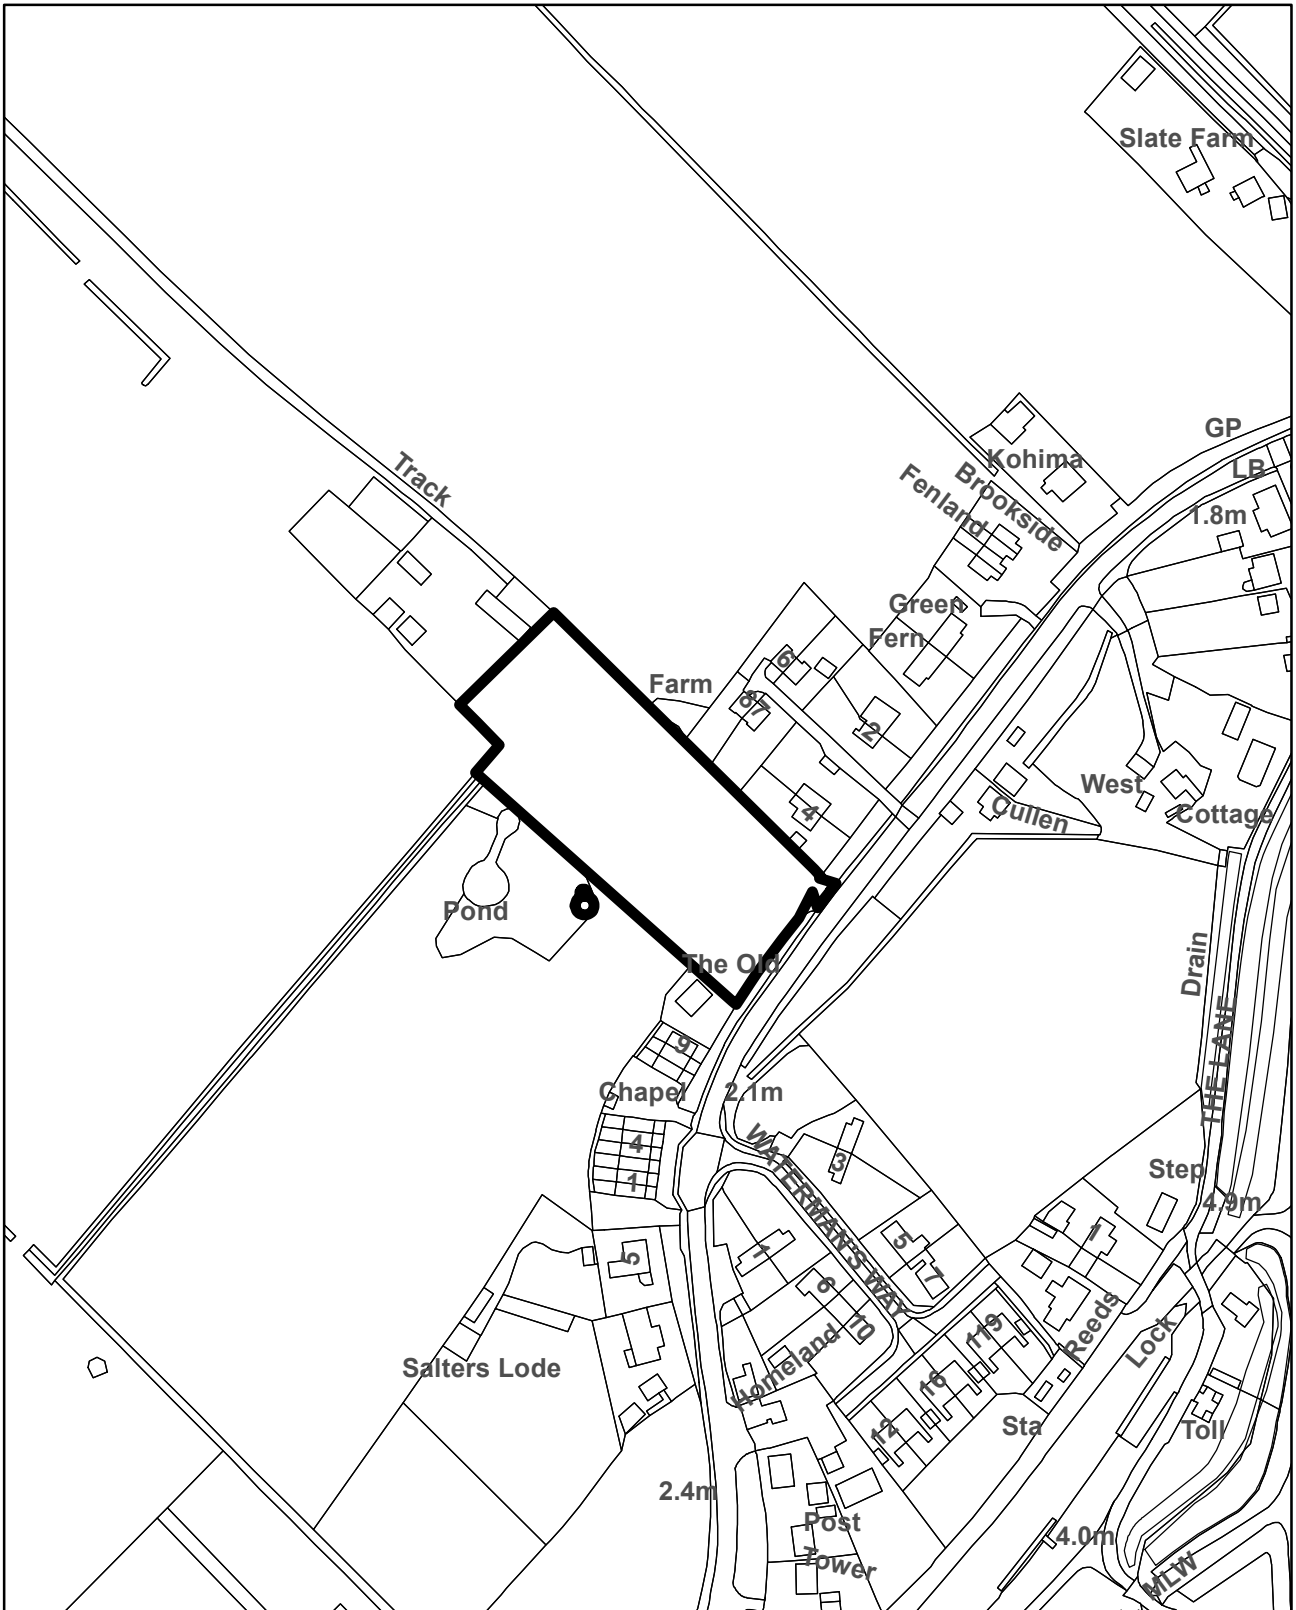 Slate Farm
GP
LB
Kohima
Track
Brookside
Fenland
1.8m
Green
Fern
6
Farm
87
2
West
4
Cullen
Cottage
Pond
Drain
The Old
THE LANE
9
Chapel
2.1m
4
WATERMAN'S WAY
3
Step
1
4.9m
1
5
1
5
7
6
10
119
Reeds
Lock
Homeland
Salters Lode
16
12
Sta
Toll
2.4m
Post
4.0m
Tower
MLW